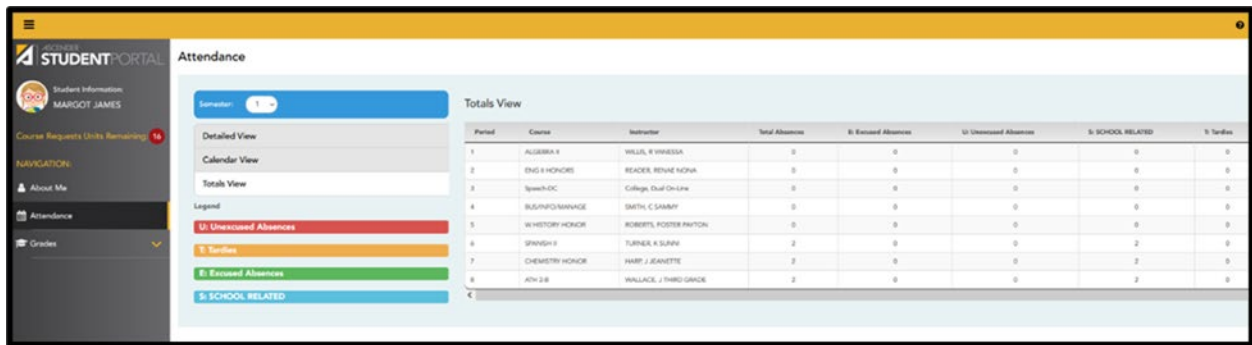 ASCENDER
STUDENTPORTAL
Student Information:
MARGOT JAMES
Course Requests Units Remaining: 16
NAVIGATION:
About Me
Attendance
Grades
Attendance
Semester: 1
Detailed View
Calendar View
Totals View
Legend
U: Unexcused Absences
T: Tardies
E: Excused Absences
S: SCHOOL RELATED
Totals View
Period Course Instructor Total Absences E: Excused Absences U: Unexcused Absences S: SCHOOL RELATED T: Tardies
1 ALGEBRA II WILLIS, R VANESSA 0 0 0 0 0
2 ENG II HONORS READER, RENAE NONA 0 0 0 0 0
3 Speech-DC College, Dual On-Line 0 0 0 0 0
4 BUS/INFO/MANAGE SMITH, C SAMMY 0 0 0 0 0
5 W.HISTORY HONOR ROBERTS, FOSTER PAYTON 0 0 0 0 0
6 SPANISH II TURNER, K SUNNI 2 0 0 2 0
7 CHEMISTRY HONOR HARP, J JEANETTE 2 0 0 2 0
8 ATH 2-B WALLACE, J THIRD GRADE 2 0 0 2 0